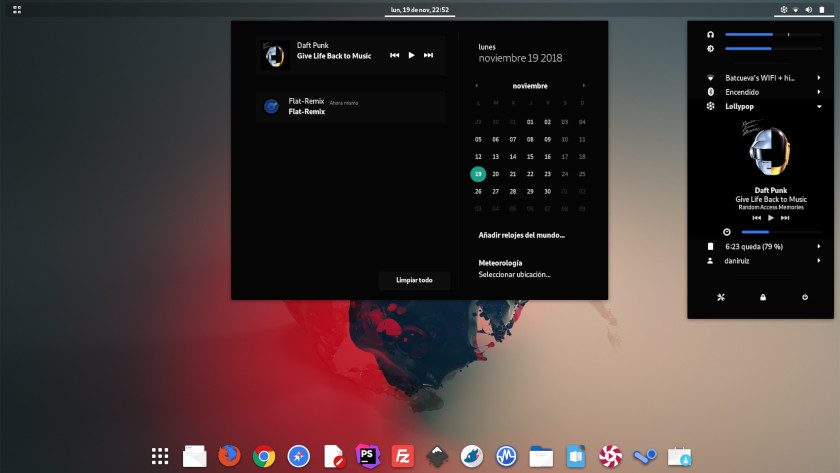 lun, 19 de nov, 22:52
Daft Punk
Give Life Back to Music
Flat-Remix Ahora mismo
Flat-Remix
Limpiar todo
lunes
noviembre 19 2018
noviembre
L M X J V S D
29 30 31 01 02 03 04
05 06 07 08 09 10 11
12 13 14 15 16 17 18
19 20 21 22 23 24 25
26 27 28 29 30 01 02
03 04 05 06 07 08 09
Añadir relojes del mundo...
Meteorología
Seleccionar ubicación...
Batcueva's WIFI + hi...
Encendido
Lollypop
Daft Punk
Give Life Back to Music
Random Access Memories
6:23 queda (79 %)
daniruiz
PS
FZ